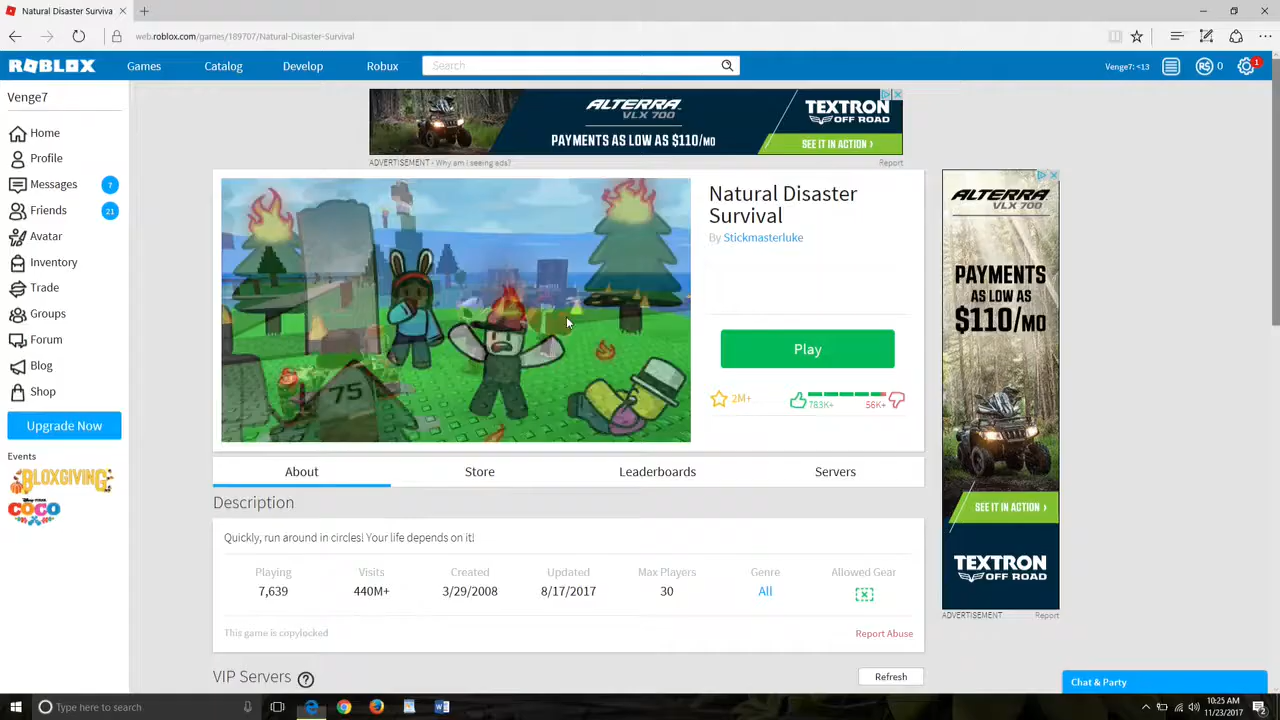 Natural Disaster Surviva
web.roblox.com/games/189707/Natural-Disaster-Survival
ROBLOX
Games
Catalog
Develop
Robux
Search
Venge7: <13
R$ 0
1
Venge7
Home
Profile
Messages 7
Friends 21
Avatar
Inventory
Trade
Groups
Forum
Blog
Shop
Upgrade Now
Events
BLOXGIVING
COCO
ALTERRA
VLX 700
PAYMENTS AS LOW AS $110/MO
TEXTRON
OFF ROAD
SEE IT IN ACTION ›
ADVERTISEMENT - Why am I seeing ads?
Report
75
Natural Disaster
Survival
By Stickmasterluke
Play
2M+
783K+
56K+
About
Store
Leaderboards
Servers
Description
Quickly, run around in circles! Your life depends on it!
Playing
Visits
Created
Updated
Max Players
Genre
Allowed Gear
7,639
440M+
3/29/2008
8/17/2017
30
All
This game is copylocked
Report Abuse
VIP Servers ?
Refresh
ALTERRA
VLX 700
PAYMENTS
AS LOW AS
$110/MO
SEE IT IN ACTION ›
TEXTRON
OFF ROAD
ADVERTISEMENT
Report
Chat & Party
Type here to search
10:25 AM
11/23/2017
2